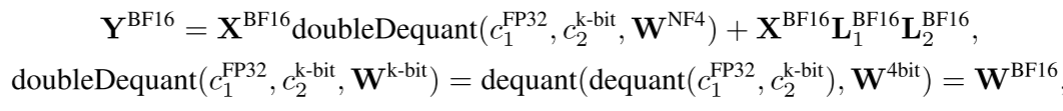 Y^BF16 = X^BF16 doubleDequant(c_1^FP32, c_2^k-bit, W^NF4) + X^BF16 L_1^BF16 L_2^BF16,
doubleDequant(c_1^FP32, c_2^k-bit, W^k-bit) = dequant(dequant(c_1^FP32, c_2^k-bit), W^4bit) = W^BF16,